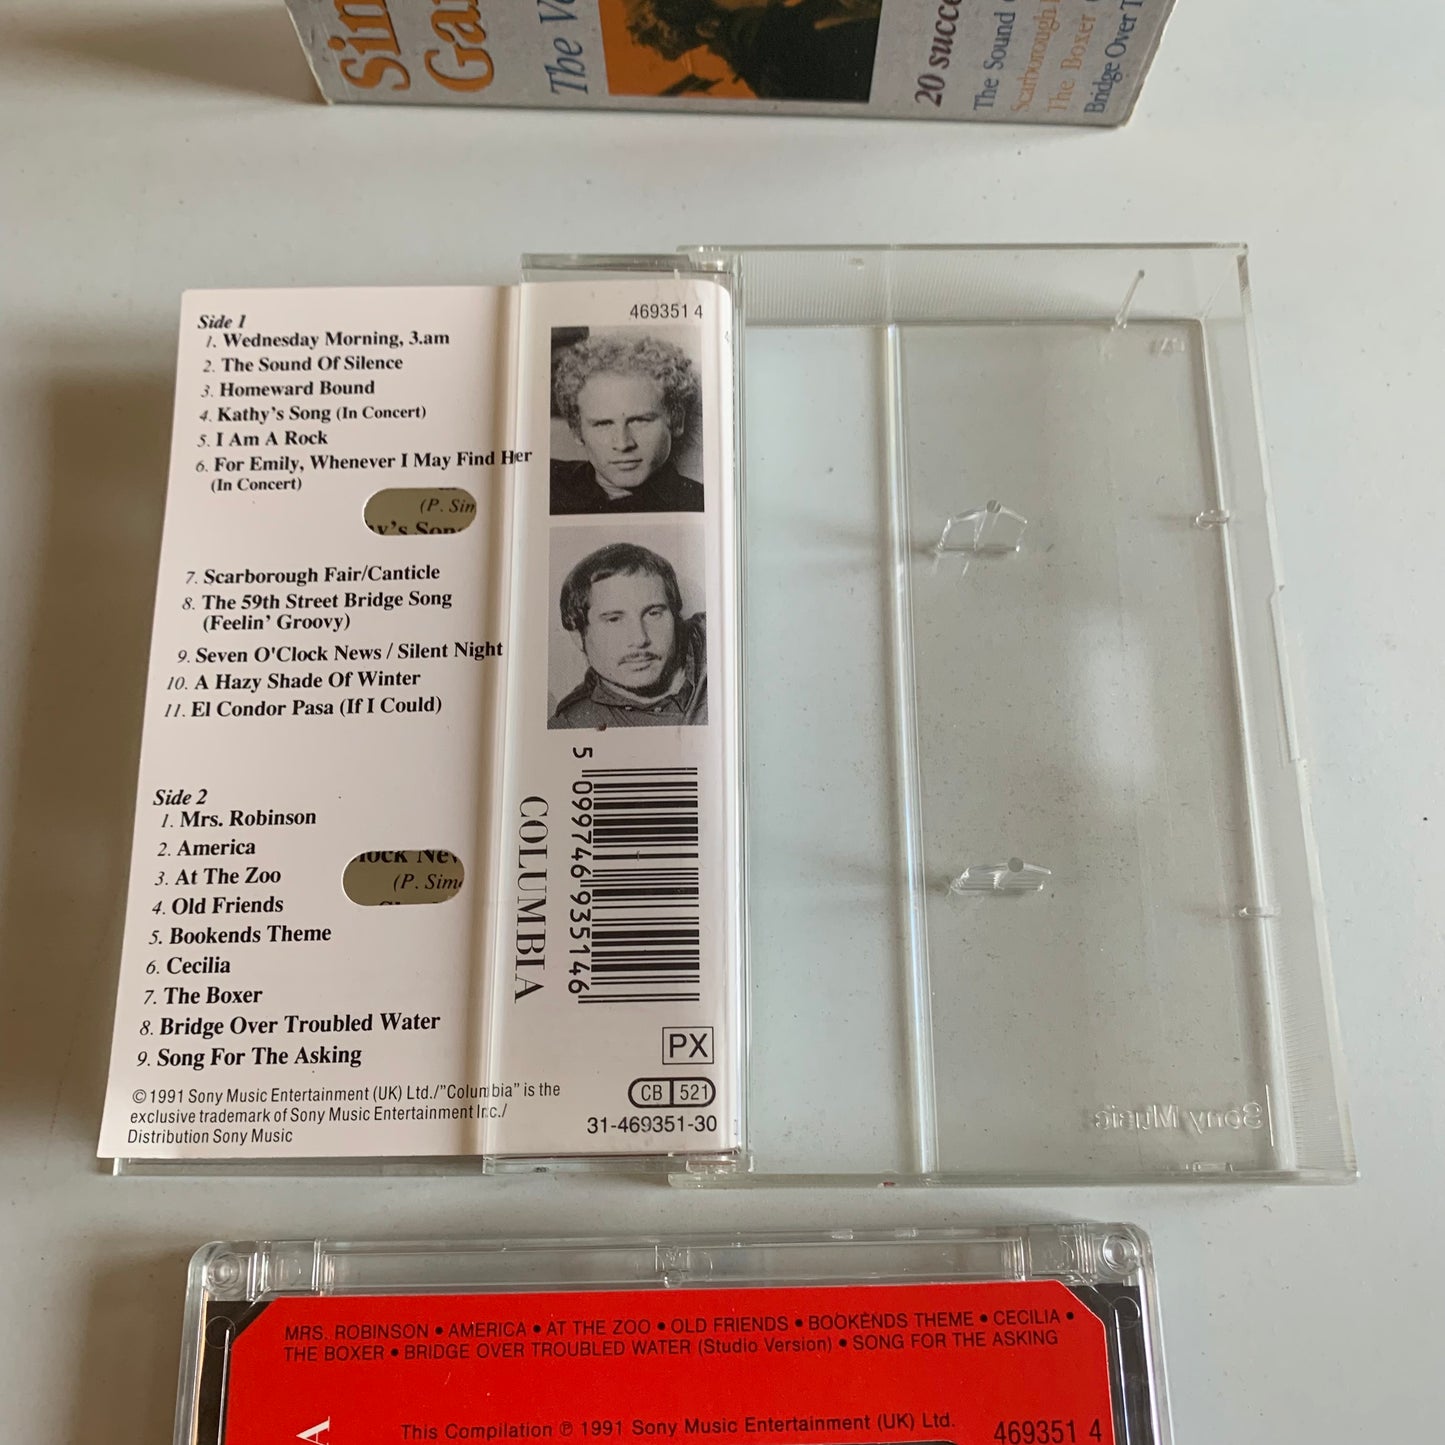 20 succe
The Sound
Scarborough
The Boxer
Bridge Over T
The
469351 4
Side 1
1. Wednesday Morning, 3.am
2. The Sound Of Silence
3. Homeward Bound
4. Kathy's Song (In Concert)
5. I Am A Rock
6. For Emily, Whenever I May Find Her
(In Concert)
(P. Sim
y's Song
7. Scarborough Fair/Canticle
8. The 59th Street Bridge Song
(Feelin' Groovy)
9. Seven O'Clock News / Silent Night
10. A Hazy Shade Of Winter
11. El Condor Pasa (If I Could)
Side 2
1. Mrs. Robinson
2. America
3. At The Zoo
4. Old Friends
5. Bookends Theme
6. Cecilia
7. The Boxer
8. Bridge Over Troubled Water
9. Song For The Asking
lock New
(P. Simo
©1991 Sony Music Entertainment (UK) Ltd./"Columbia" is the
exclusive trademark of Sony Music Entertainment Inc./
Distribution Sony Music
COLUMBIA
5 099746 935146
PX
CB 521
31-469351-30
Sony Music
MRS. ROBINSON • AMERICA • AT THE ZOO • OLD FRIENDS • BOOKENDS THEME • CECILIA •
THE BOXER • BRIDGE OVER TROUBLED WATER (Studio Version) • SONG FOR THE ASKING
This Compilation ℗ 1991 Sony Music Entertainment (UK) Ltd.
469351 4
A